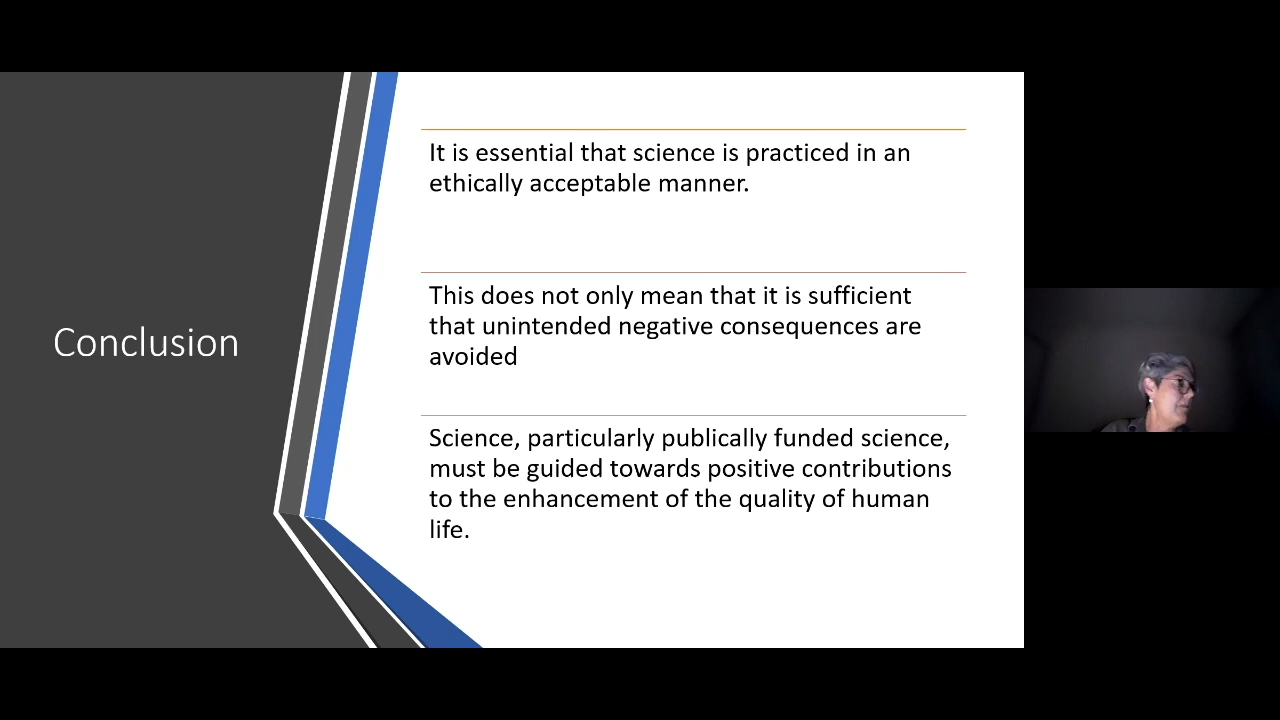 Conclusion
It is essential that science is practiced in an
ethically acceptable manner.
This does not only mean that it is sufficient
that unintended negative consequences are
avoided
Science, particularly publically funded science,
must be guided towards positive contributions
to the enhancement of the quality of human
life.